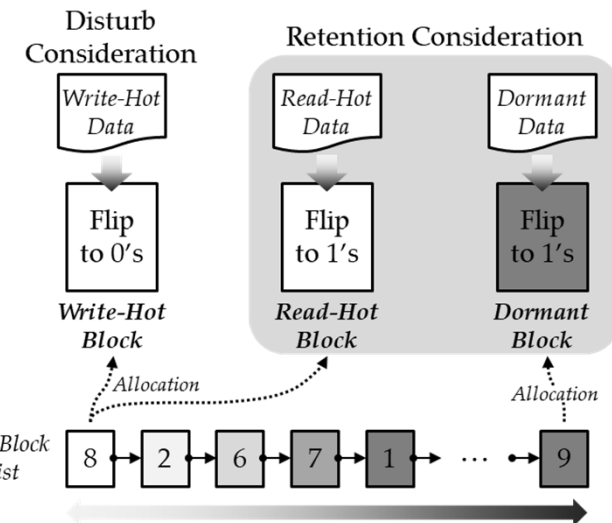 Disturb
Consideration
Retention Consideration
Write-Hot
Data
Read-Hot
Data
Dormant
Data
Flip
to 0's
Flip
to 1's
Flip
to 1's
Write-Hot
Block
Read-Hot
Block
Dormant
Block
Allocation
Allocation
Block
8 2 6 7 1 ... 9